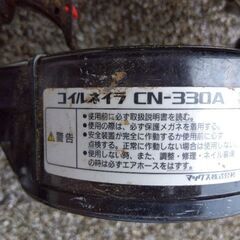 コイルネイラ CN-330A
警告
●使用前に必ず取扱説明書を読む。
●使用の際は、必ず保護メガネを着用する。
●安全装置が完全に作動するか使用前に必ず
点検する。正常に作動しない場合は使用しな
い。使用しない時、また、調整・修理・ネイル装填
の時は必ずエアホースをはずす。
マックス株式会社